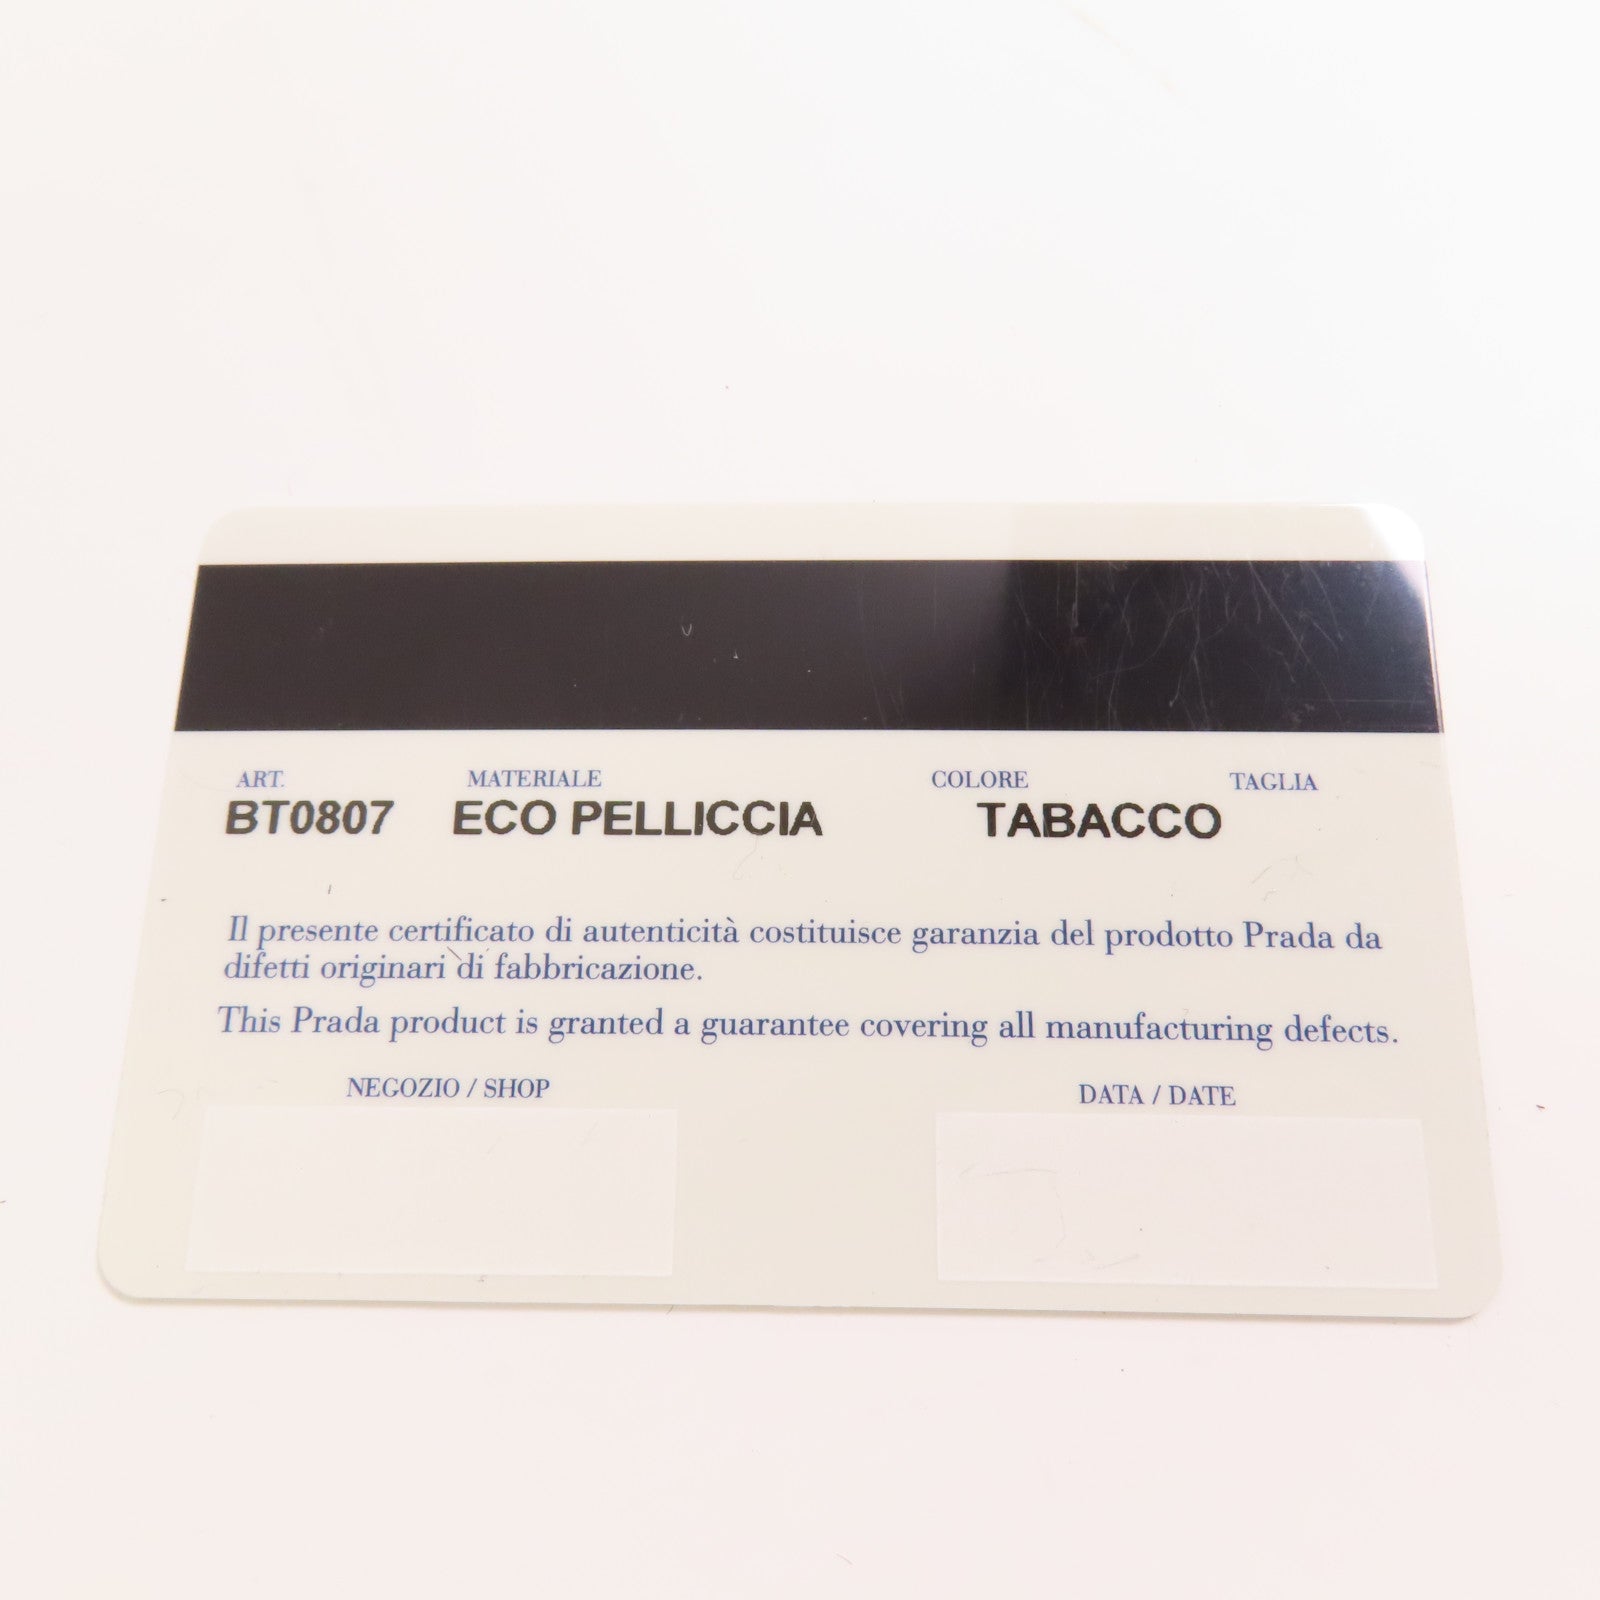 ART. MATERIALE COLORE TAGLIA
BT0807 ECO PELLICCIA TABACCO
Il presente certificato di autenticità costituisce garanzia del prodotto Prada da
difetti originari di fabbricazione.
This Prada product is granted a guarantee covering all manufacturing defects.
NEGOZIO / SHOP DATA / DATE